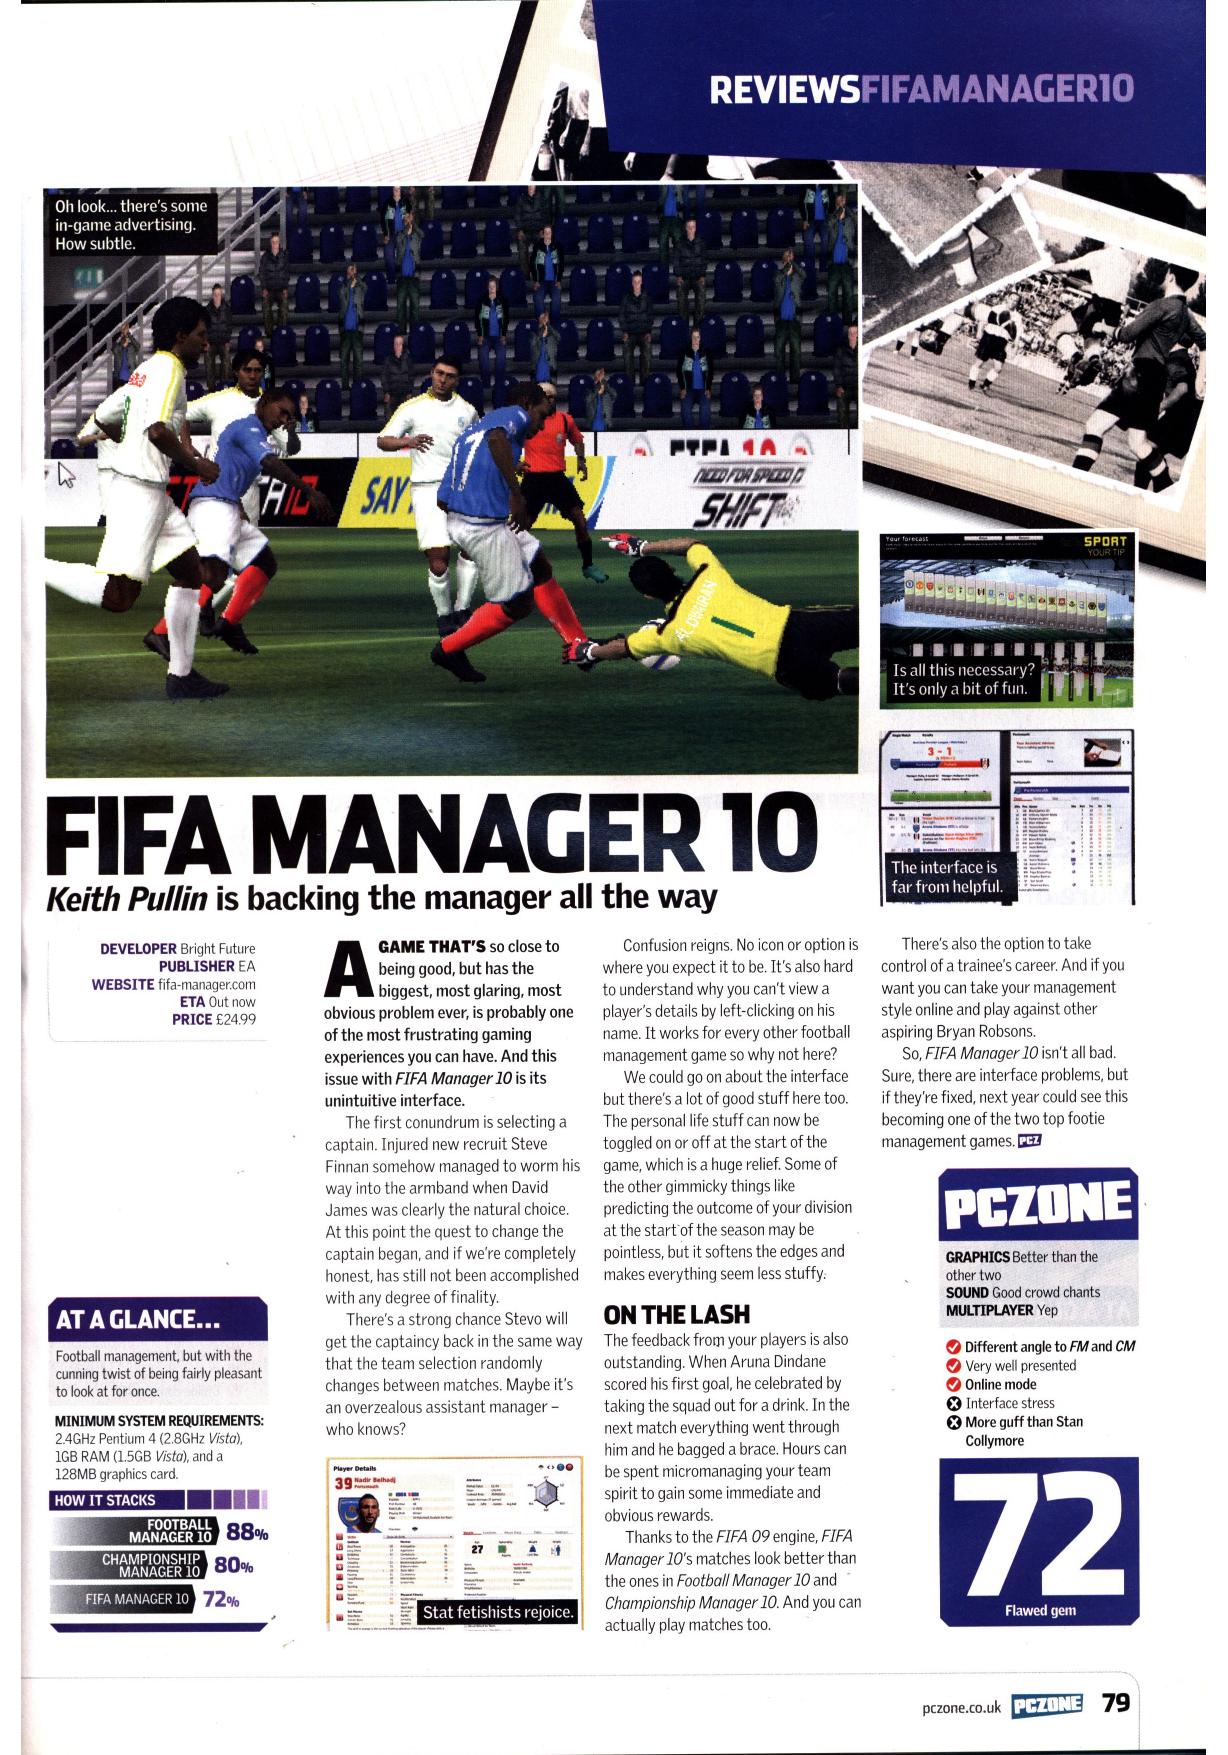 REVIEWSFIFAMANAGER10
Oh look... there's some
in-game advertising.
How subtle.
SAY
FIFA 10
NEED FOR SPEED
SHIFT
17
AL OBAIRAN
1
Your forecast
SPORT
YOUR TIP
Is all this necessary?
It's only a bit of fun.
3 - 1
The interface is
far from helpful.
FIFA MANAGER 10
Keith Pullin is backing the manager all the way
DEVELOPER Bright Future
PUBLISHER EA
WEBSITE fifa-manager.com
ETA Out now
PRICE £24.99
AT A GLANCE...
Football management, but with the
cunning twist of being fairly pleasant
to look at for once.
MINIMUM SYSTEM REQUIREMENTS:
2.4GHz Pentium 4 (2.8GHz Vista),
1GB RAM (1.5GB Vista), and a
128MB graphics card.
HOW IT STACKS
FOOTBALL
MANAGER 10 88%
CHAMPIONSHIP
MANAGER 10 80%
FIFA MANAGER 10 72%
A GAME THAT'S so close to
being good, but has the
biggest, most glaring, most
obvious problem ever, is probably one
of the most frustrating gaming
experiences you can have. And this
issue with FIFA Manager 10 is its
unintuitive interface.
The first conundrum is selecting a
captain. Injured new recruit Steve
Finnan somehow managed to worm his
way into the armband when David
James was clearly the natural choice.
At this point the quest to change the
captain began, and if we're completely
honest, has still not been accomplished
with any degree of finality.
There's a strong chance Stevo will
get the captaincy back in the same way
that the team selection randomly
changes between matches. Maybe it's
an overzealous assistant manager –
who knows?
Player Details
39 Nadir Belhadj
Portsmouth
27
Stat fetishists rejoice.
Confusion reigns. No icon or option is
where you expect it to be. It's also hard
to understand why you can't view a
player's details by left-clicking on his
name. It works for every other football
management game so why not here?
We could go on about the interface
but there's a lot of good stuff here too.
The personal life stuff can now be
toggled on or off at the start of the
game, which is a huge relief. Some of
the other gimmicky things like
predicting the outcome of your division
at the start of the season may be
pointless, but it softens the edges and
makes everything seem less stuffy.
ON THE LASH
The feedback from your players is also
outstanding. When Aruna Dindane
scored his first goal, he celebrated by
taking the squad out for a drink. In the
next match everything went through
him and he bagged a brace. Hours can
be spent micromanaging your team
spirit to gain some immediate and
obvious rewards.
Thanks to the FIFA 09 engine, FIFA
Manager 10's matches look better than
the ones in Football Manager 10 and
Championship Manager 10. And you can
actually play matches too.
There's also the option to take
control of a trainee's career. And if you
want you can take your management
style online and play against other
aspiring Bryan Robsons.
So, FIFA Manager 10 isn't all bad.
Sure, there are interface problems, but
if they're fixed, next year could see this
becoming one of the two top footie
management games. PCZ
PCZONE
GRAPHICS Better than the
other two
SOUND Good crowd chants
MULTIPLAYER Yep
Different angle to FM and CM
Very well presented
Online mode
Interface stress
More guff than Stan
Collymore
72
Flawed gem
pczone.co.uk PCZONE 79